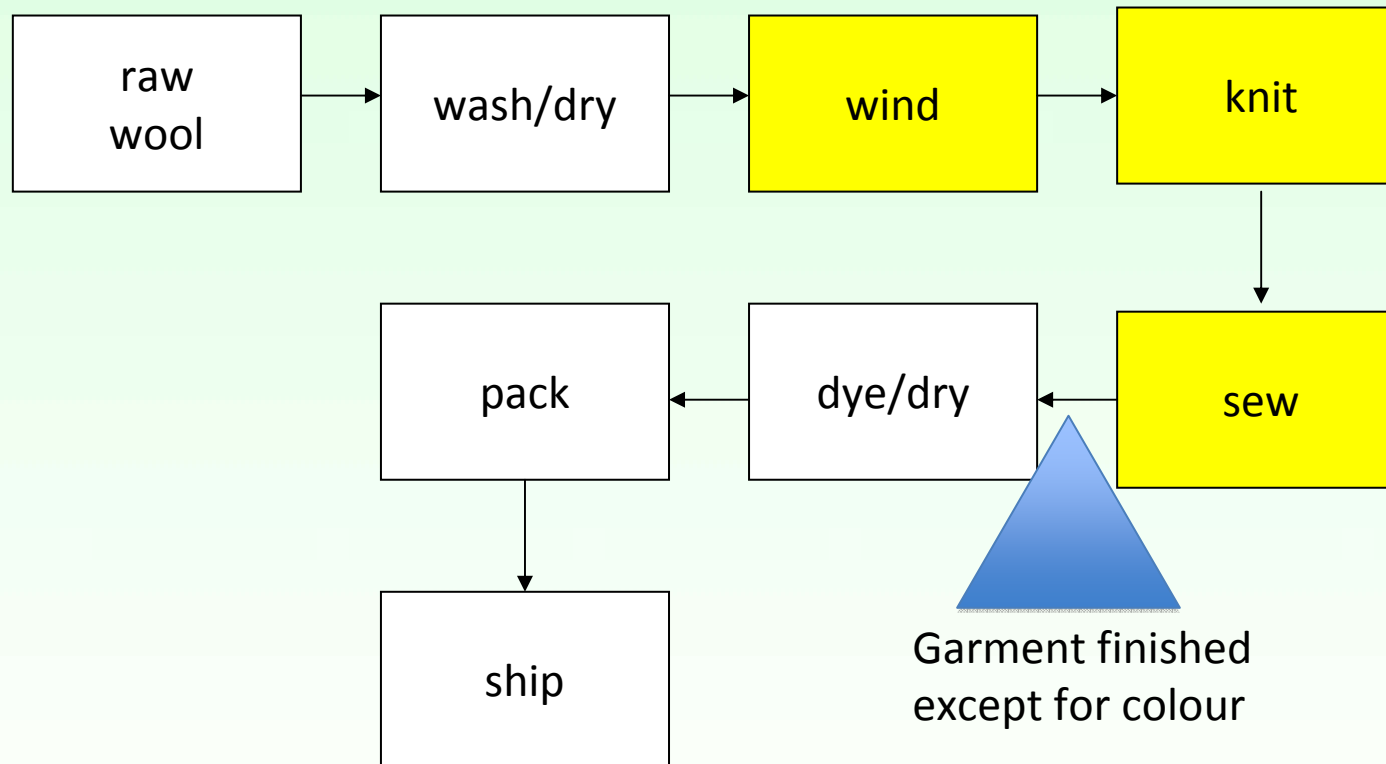 raw
wool
wash/dry
wind
knit
pack
dye/dry
sew
ship
Garment finished
except for colour